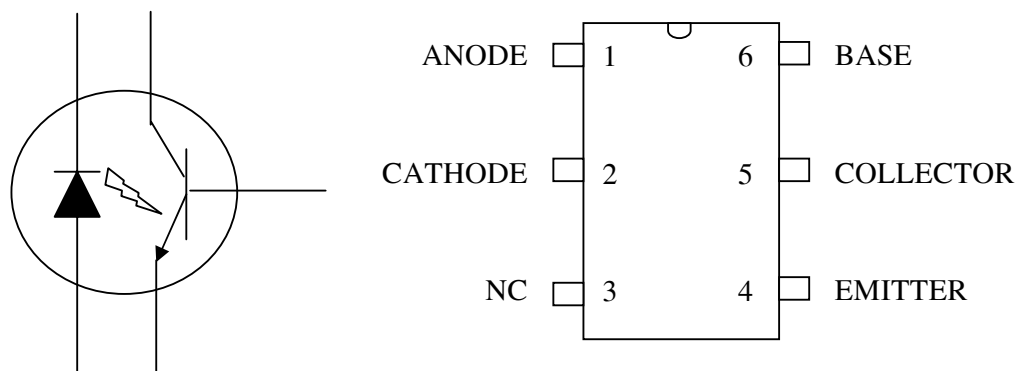 ANODE 1 6 BASE
CATHODE 2 5 COLLECTOR
NC 3 4 EMITTER